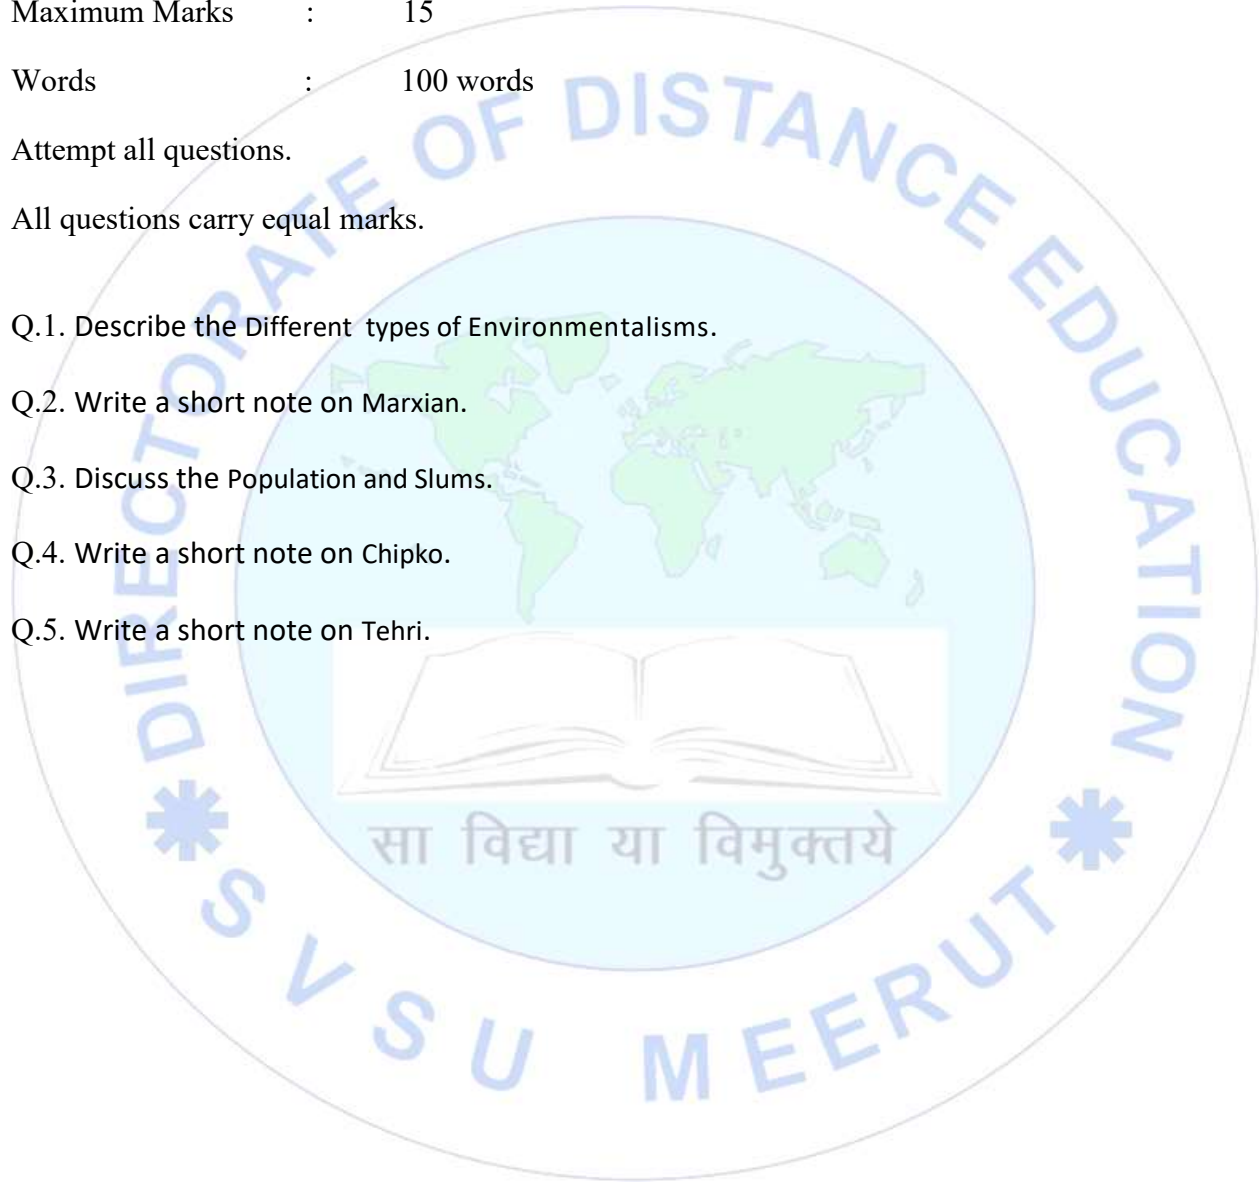 Maximum Marks : 15
Words : 100 words
Attempt all questions.
All questions carry equal marks.
Q.1. Describe the Different types of Environmentalisms.
Q.2. Write a short note on Marxian.
Q.3. Discuss the Population and Slums.
Q.4. Write a short note on Chipko.
Q.5. Write a short note on Tehri.
DIRECTORATE OF DISTANCE EDUCATION
सा विद्या या विमुक्तये
SVSU MEERUT